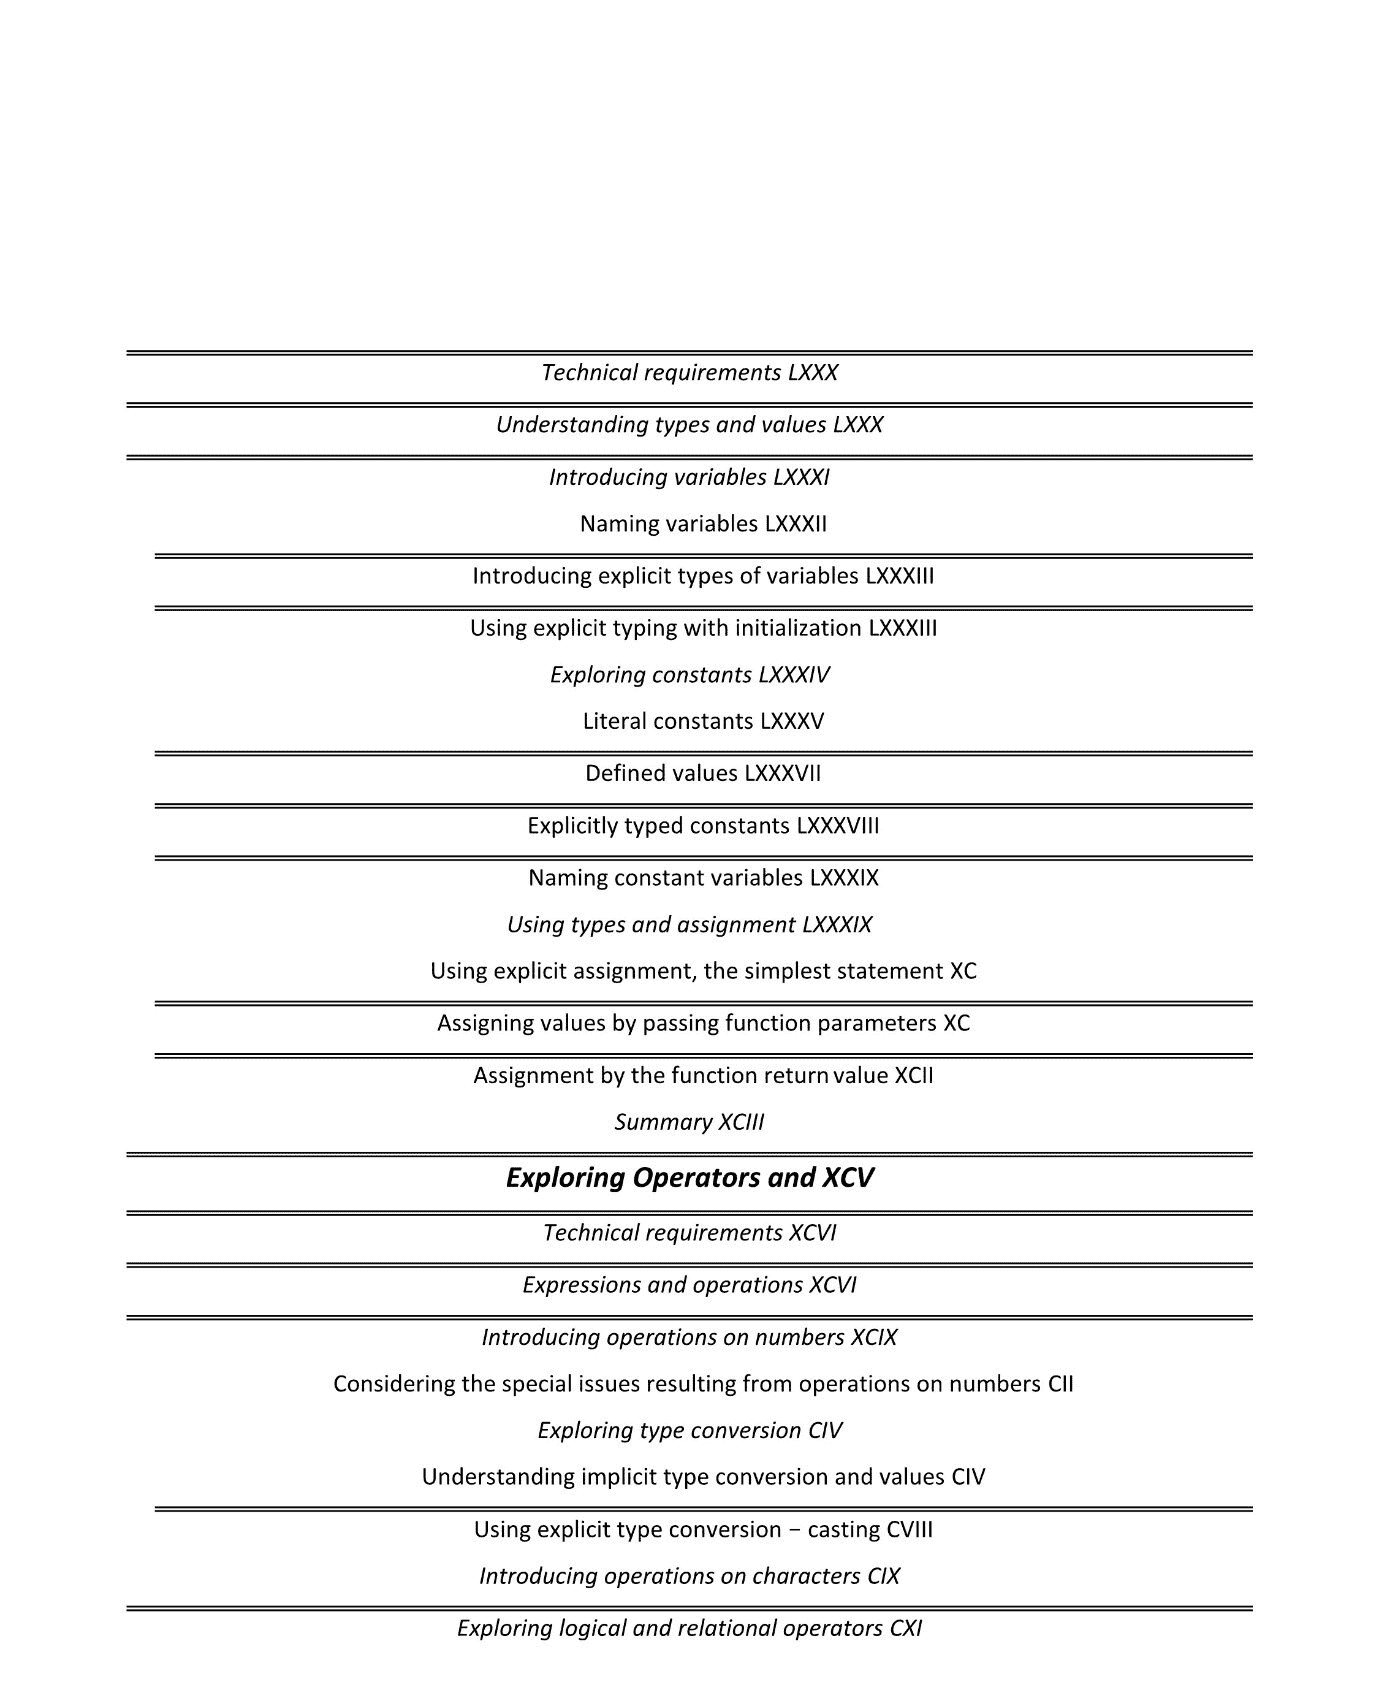 Technical requirements LXXX
Understanding types and values LXXX
Introducing variables LXXXI
Naming variables LXXXII
Introducing explicit types of variables LXXXIII
Using explicit typing with initialization LXXXIII
Exploring constants LXXXIV
Literal constants LXXXV
Defined values LXXXVII
Explicitly typed constants LXXXVIII
Naming constant variables LXXXIX
Using types and assignment LXXXIX
Using explicit assignment, the simplest statement XC
Assigning values by passing function parameters XC
Assignment by the function return value XCII
Summary XCIII
Exploring Operators and XCV
Technical requirements XCVI
Expressions and operations XCVI
Introducing operations on numbers XCIX
Considering the special issues resulting from operations on numbers CII
Exploring type conversion CIV
Understanding implicit type conversion and values CIV
Using explicit type conversion – casting CVIII
Introducing operations on characters CIX
Exploring logical and relational operators CXI